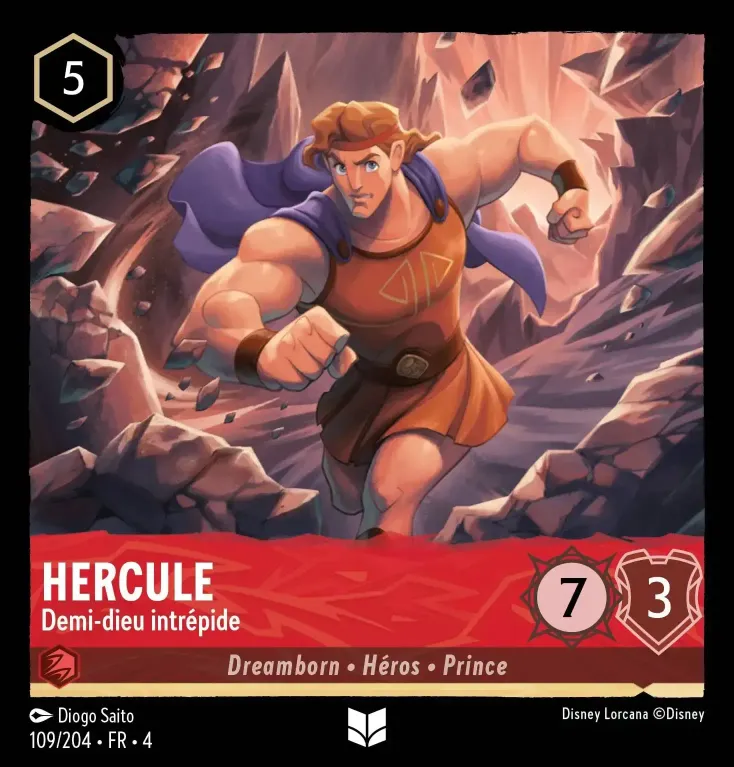 5
HERCULE
Demi-dieu intrépide
7
3
Dreamborn • Héros • Prince
Diogo Saito
Disney Lorcana ©Disney
109/204 • FR • 4